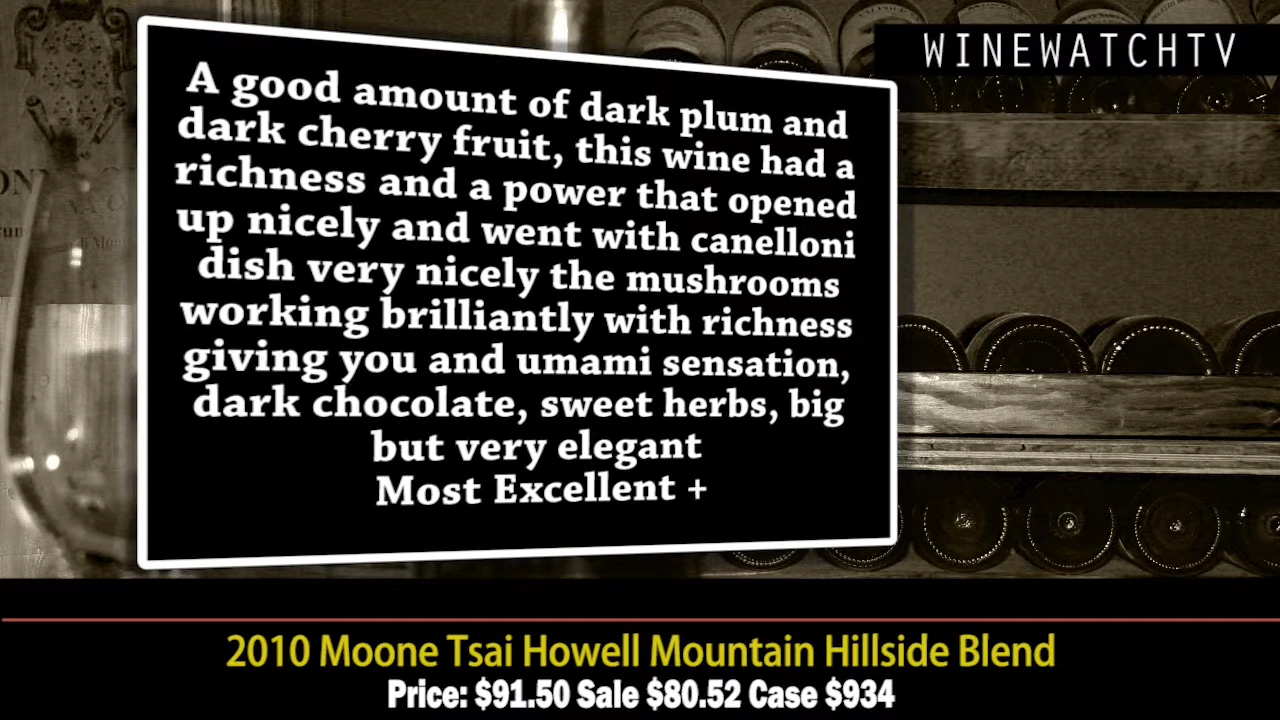 WINEWATCHTV
A good amount of dark plum and
dark cherry fruit, this wine had a
richness and a power that opened
up nicely and went with canelloni
dish very nicely the mushrooms
working brilliantly with richness
giving you and umami sensation,
dark chocolate, sweet herbs, big
but very elegant
Most Excellent +
2010 Moone Tsai Howell Mountain Hillside Blend
Price: $91.50 Sale $80.52 Case $934